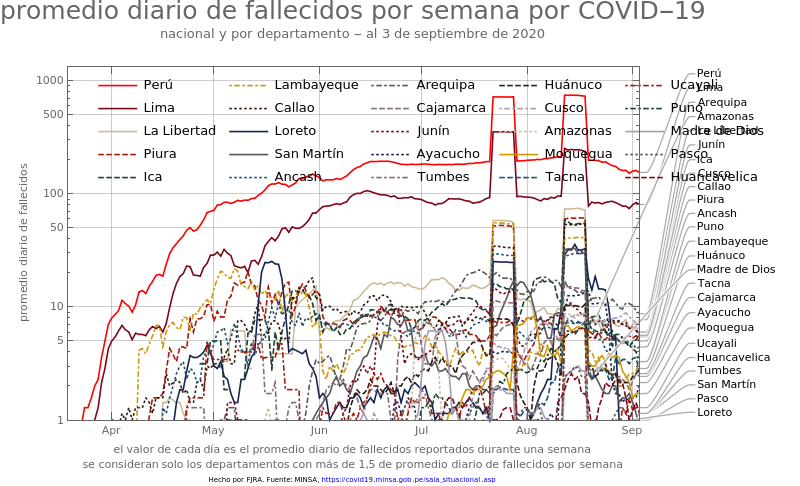 promedio diario de fallecidos por semana por COVID−19
nacional y por departamento − al 3 de septiembre de 2020
promedio diario de fallecidos
1000
500
100
50
10
5
1
Perú
Lima
La Libertad
Piura
Ica
Lambayeque
Callao
Loreto
San Martín
Ancash
Arequipa
Cajamarca
Junín
Ayacucho
Tumbes
Huánuco
Cusco
Amazonas
Moquegua
Tacna
Ucayali
Puno
Madre de Dios
Pasco
Huancavelica
Perú
Lima
Arequipa
Amazonas
La Libertad
Junín
Ica
Cusco
Callao
Piura
Ancash
Puno
Lambayeque
Huánuco
Madre de Dios
Tacna
Cajamarca
Ayacucho
Moquegua
Ucayali
Huancavelica
Tumbes
San Martín
Pasco
Loreto
Apr May Jun Jul Aug Sep
el valor de cada día es el promedio diario de fallecidos reportados durante una semana
se consideran solo los departamentos con más de 1,5 de promedio diario de fallecidos por semana
Hecho por FJRA. Fuente: MINSA, https://covid19.minsa.gob.pe/sala_situacional.asp